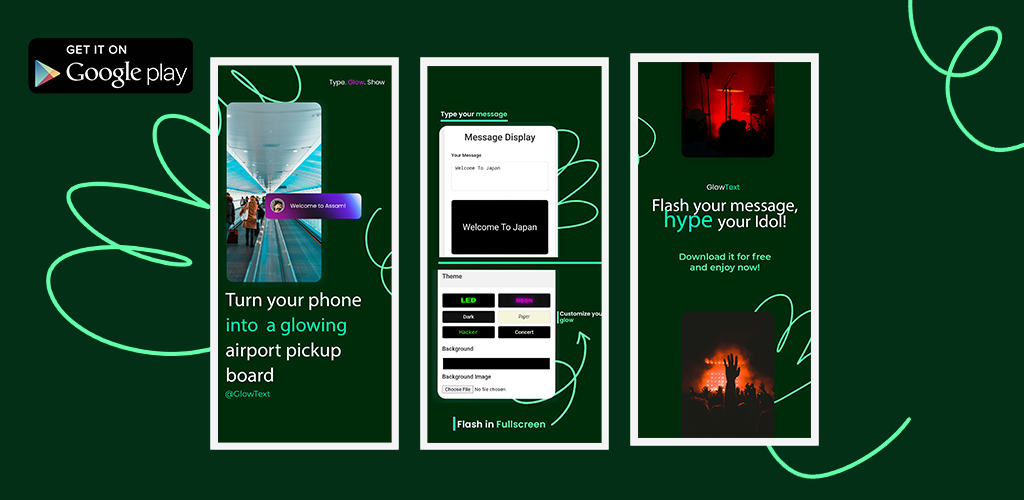 GET IT ON
Google play
Type. Glow. Show
Welcome to Assam!
Turn your phone
into a glowing
airport pickup
board
@GlowText
Type your message
Message Display
Your Message
Welcome To Japan
Welcome To Japan
Theme
LED
Neon
Dark
Paper
Hacker
Concert
Customize you
glow
Background
Background Image
Choose File No file chosen
Flash in Fullscreen
GlowText
Flash your message,
hype your Idol!
Download it for free
and enjoy now!